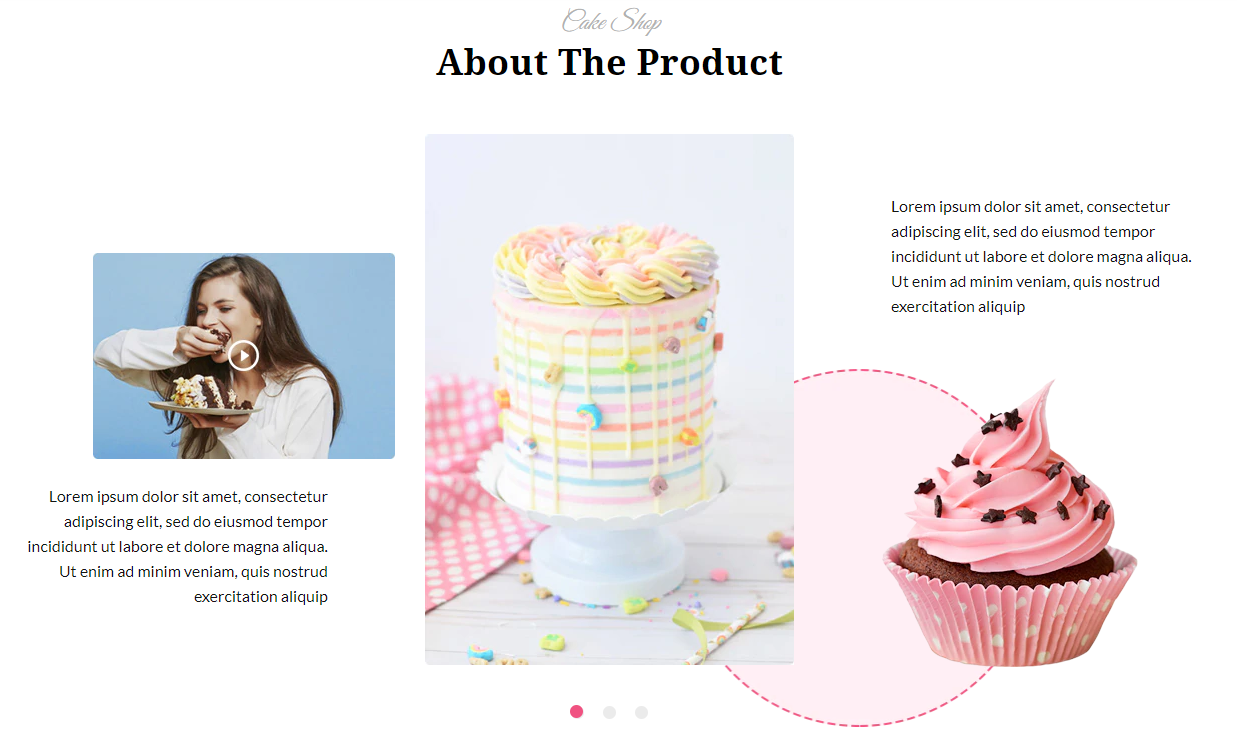 Cake Shop
About The Product
Lorem ipsum dolor sit amet, consectetur
adipiscing elit, sed do eiusmod tempor
incididunt ut labore et dolore magna aliqua.
Ut enim ad minim veniam, quis nostrud
exercitation aliquip
Lorem ipsum dolor sit amet, consectetur
adipiscing elit, sed do eiusmod tempor
incididunt ut labore et dolore magna aliqua.
Ut enim ad minim veniam, quis nostrud
exercitation aliquip